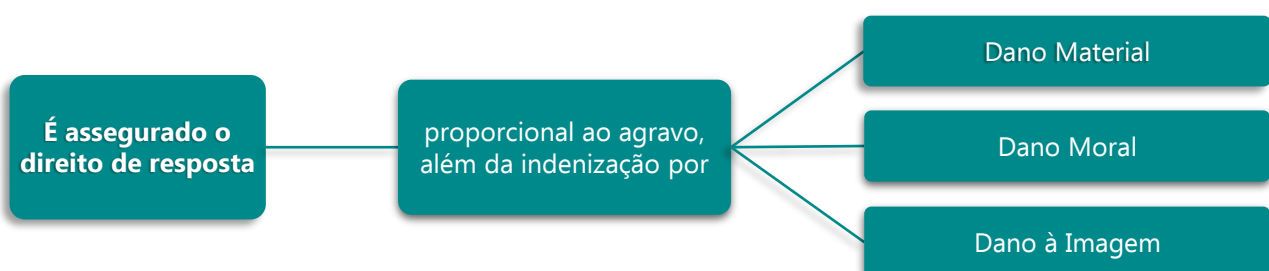 É assegurado o
direito de resposta
proporcional ao agravo,
além da indenização por
Dano Material
Dano Moral
Dano à Imagem